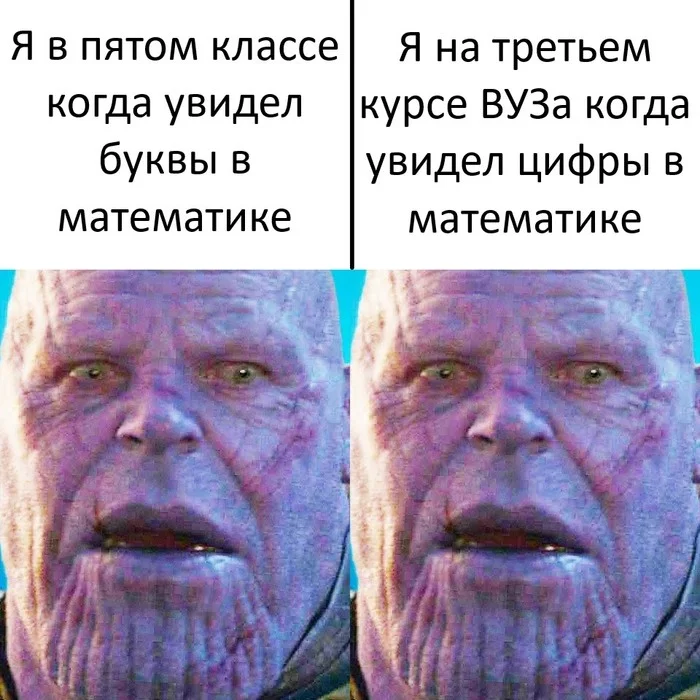 Я в пятом классе
когда увидел
буквы в
математике
Я на третьем
курсе ВУЗа когда
увидел цифры в
математике